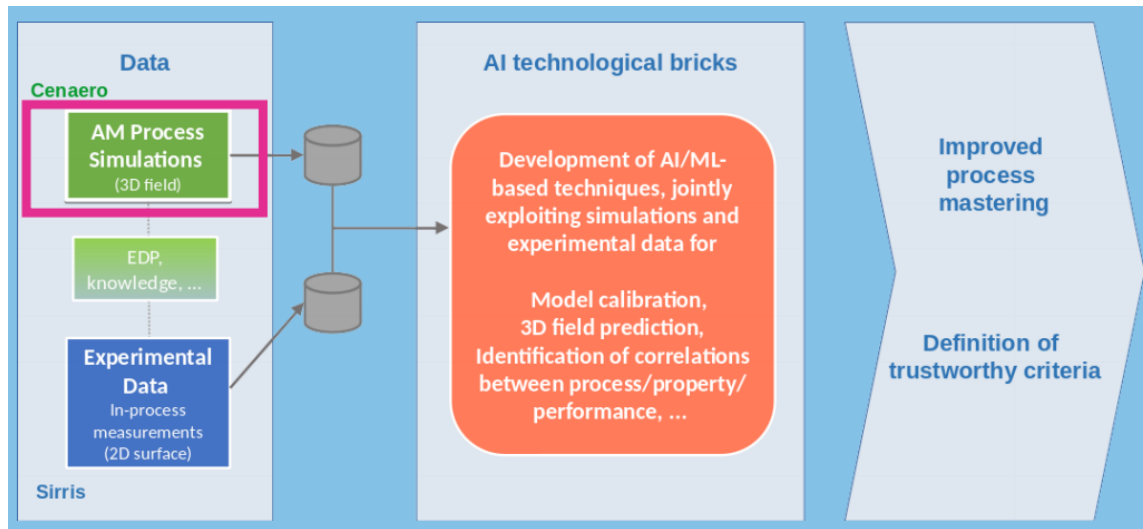 Data
Cenaero
AM Process
Simulations
(3D field)
EDP,
knowledge, ...
Experimental
Data
In-process
measurements
(2D surface)
Sirris
AI technological bricks
Development of AI/ML-
based techniques, jointly
exploiting simulations and
experimental data for
Model calibration,
3D field prediction,
Identification of correlations
between process/property/
performance, ...
Improved
process
mastering
Definition of
trustworthy criteria